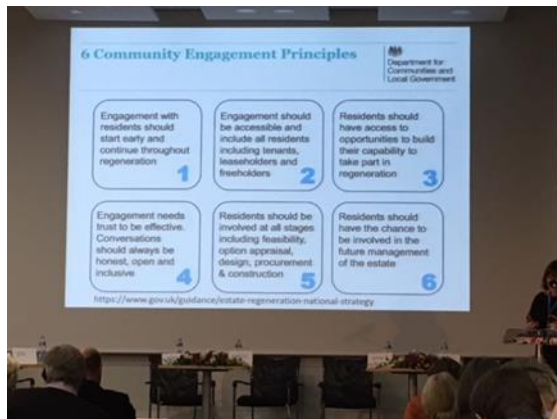 6 Community Engagement Principles
Department for
Communities and
Local Government
Engagement with
residents should
start early and
continue throughout
regeneration
1
Engagement should
be accessible and
include all residents
including tenants,
leaseholders and
freeholders
2
Residents should
have access to
opportunities to build
their capability to
take part in
regeneration
3
Engagement needs
trust to be effective.
Conversations
should always be
honest, open and
inclusive
4
Residents should be
involved at all stages
including feasibility,
option appraisal,
design, procurement
& construction
5
Residents should
have the chance to
be involved in the
future management
of the estate
6
https://www.gov.uk/guidance/estate-regeneration-national-strategy